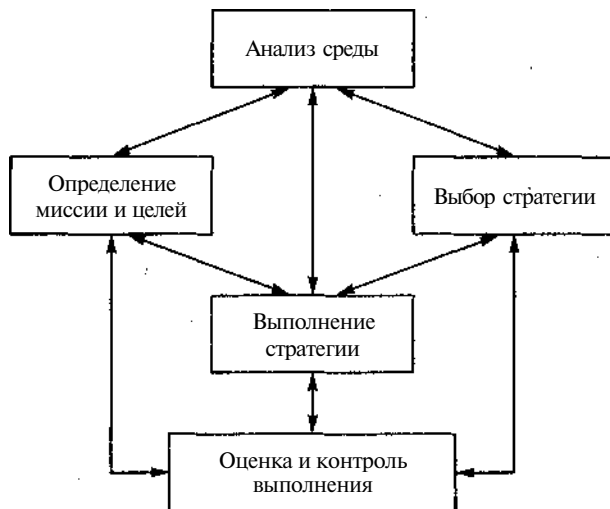 Анализ среды
Определение
миссии и целей
Выбор стратегии
Выполнение
стратегии
Оценка и контроль
выполнения